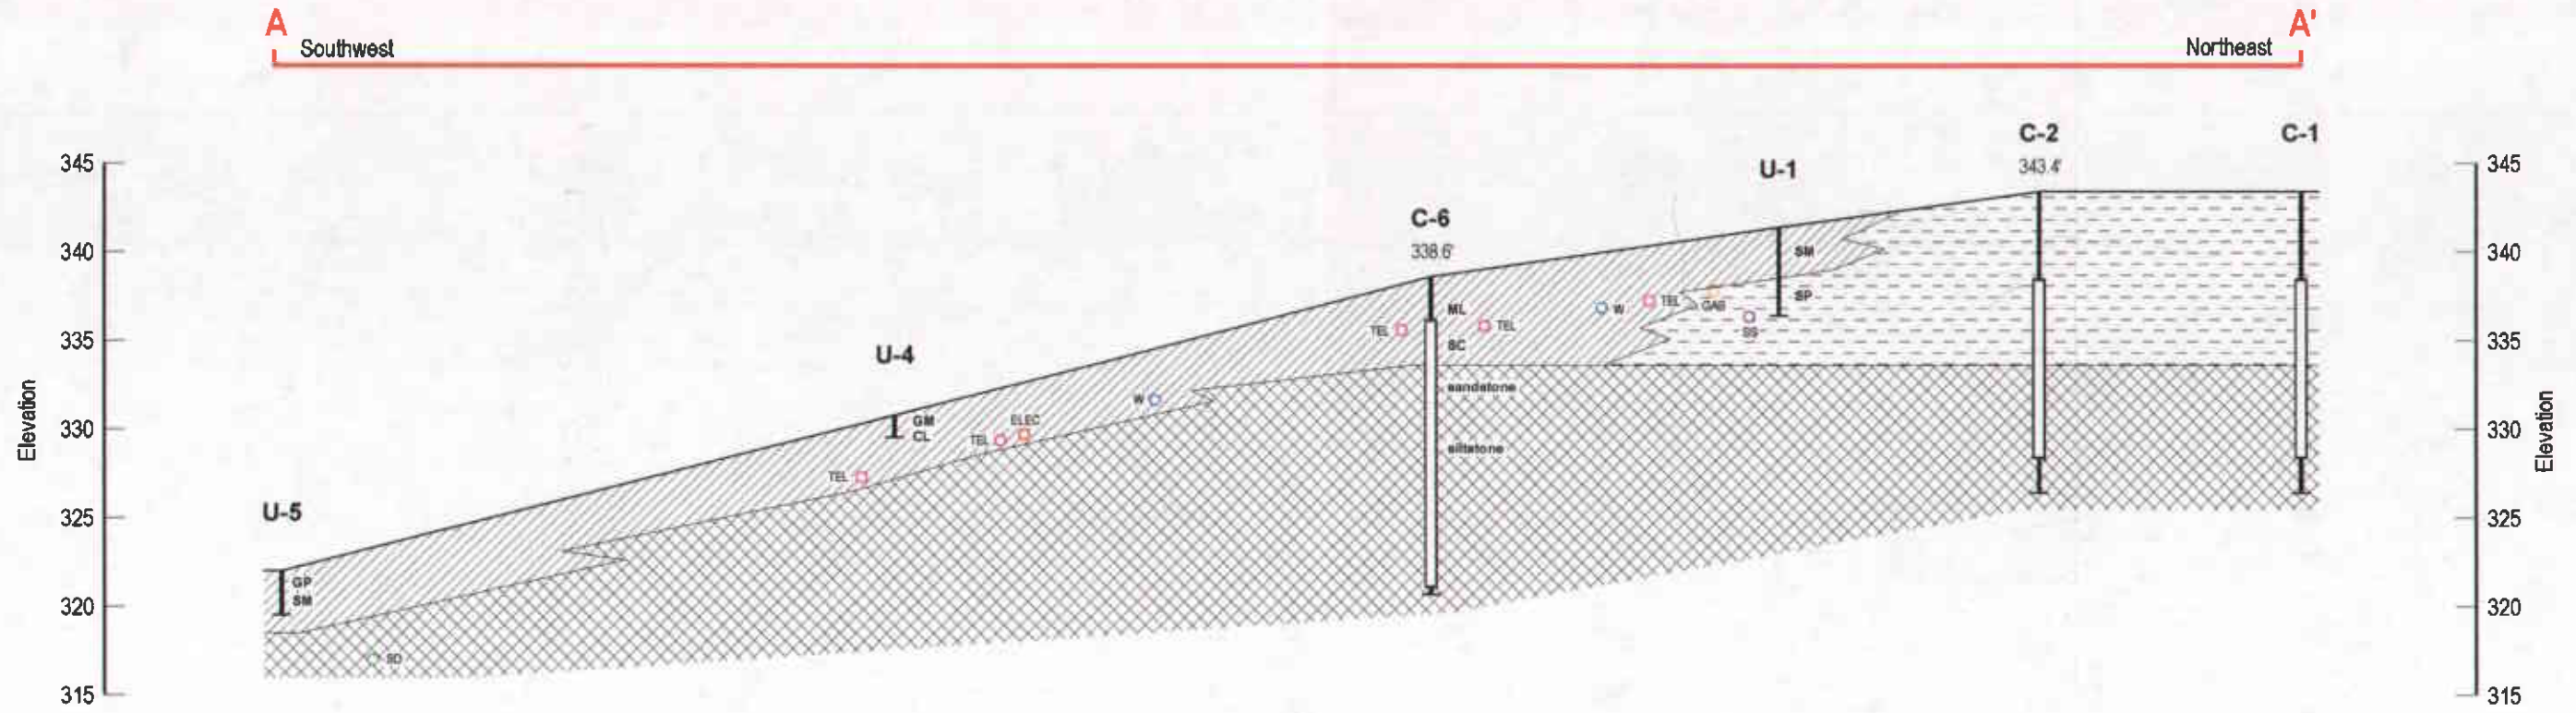 A
A'
Southwest
Northeast
C-2
C-1
345
343.4'
U-1
345
C-6
340
338.6'
SM
340
ML
TEL
TEL
W
TEL
GAS
SP
SS
335
SC
335
U-4
sandstone
W
330
GM
CL
TEL
ELEC
siltstone
330
Elevation
Elevation
TEL
U-5
325
325
GP
SM
320
320
SD
315
315